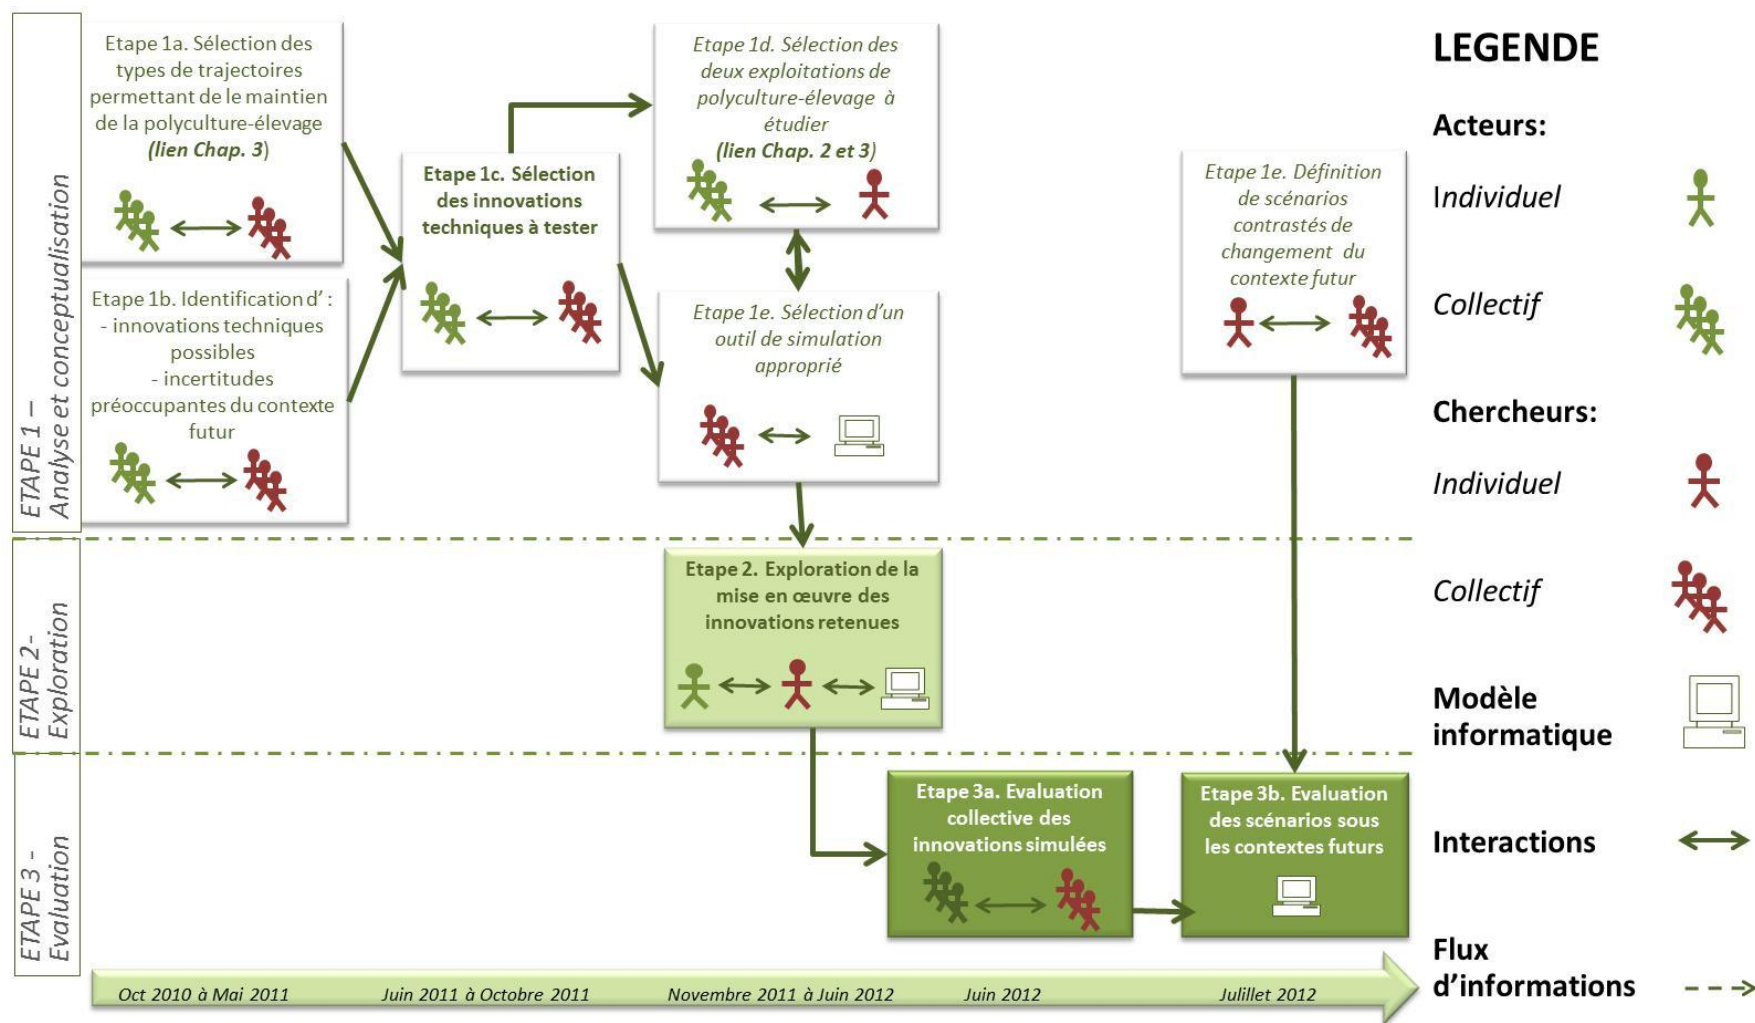 ETAPE 1 –
Analyse et conceptualisation
Etape 1a. Sélection des
types de trajectoires
permettant de le maintien
de la polyculture-élevage
(lien Chap. 3)
Etape 1b. Identification d' :
- innovations techniques
possibles
- incertitudes
préoccupantes du contexte
futur
Etape 1c. Sélection
des innovations
techniques à tester
Etape 1d. Sélection des
deux exploitations de
polyculture-élevage à
étudier
(lien Chap. 2 et 3)
Etape 1e. Sélection d'un
outil de simulation
approprié
Etape 1e. Définition
de scénarios
contrastés de
changement du
contexte futur
ETAPE 2-
Exploration
Etape 2. Exploration de la
mise en œuvre des
innovations retenues
ETAPE 3 -
Evaluation
Etape 3a. Evaluation
collective des
innovations simulées
Etape 3b. Evaluation
des scénarios sous
les contextes futurs
Oct 2010 à Mai 2011
Juin 2011 à Octobre 2011
Novembre 2011 à Juin 2012
Juin 2012
Julillet 2012
LEGENDE
Acteurs:
Individuel
Collectif
Chercheurs:
Individuel
Collectif
Modèle
informatique
Interactions
Flux
d'informations